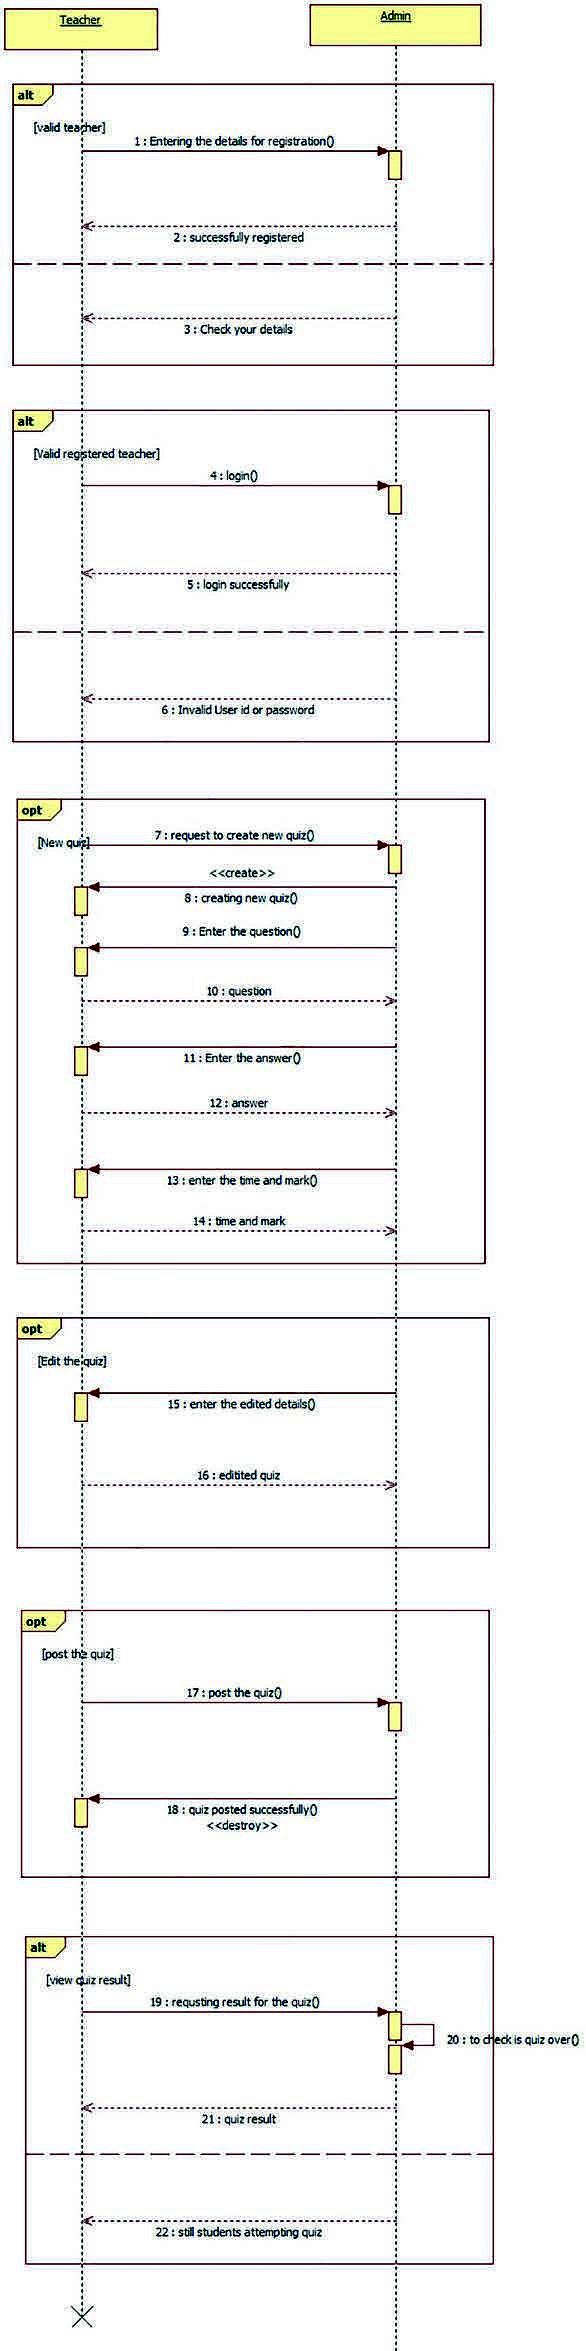 Teacher
Admin
alt
[valid teacher]
1 : Entering the details for registration()
2 : successfully registered
3 : Check your details
alt
[Valid registered teacher]
4 : login()
5 : login successfully
6 : Invalid User id or password
opt
[New quiz]
7 : request to create new quiz()
<<create>>
8 : creating new quiz()
9 : Enter the question()
10 : question
11 : Enter the answer()
12 : answer
13 : enter the time and mark()
14 : time and mark
opt
[Edit the quiz]
15 : enter the edited details()
16 : editited quiz
opt
[post the quiz]
17 : post the quiz()
18 : quiz posted successfully()
<<destroy>>
alt
[view quiz result]
19 : requsting result for the quiz()
20 : to check is quiz over()
21 : quiz result
22 : still students attempting quiz